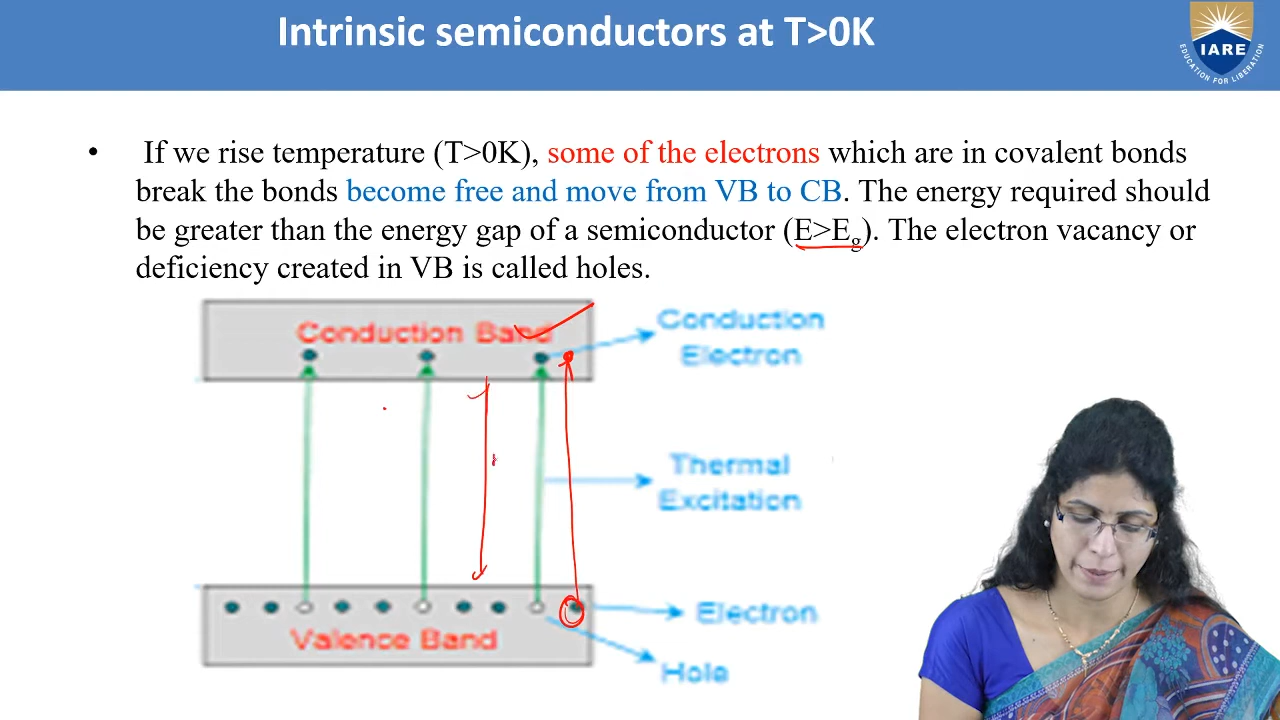 Intrinsic semiconductors at T>0K
IARE
EDUCATION FOR LIBERATION
• If we rise temperature (T>0K), some of the electrons which are in covalent bonds
break the bonds become free and move from VB to CB. The energy required should
be greater than the energy gap of a semiconductor (E>Eg). The electron vacancy or
deficiency created in VB is called holes.
Conduction Band
Conduction
Electron
Thermal
Excitation
Electron
Valence Band
Hole